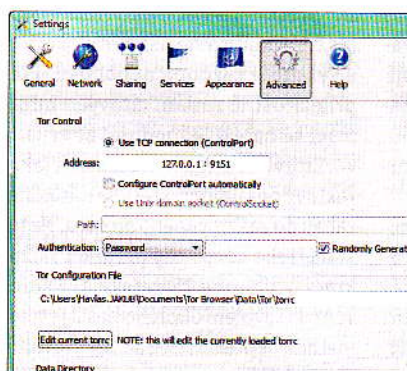 Settings
General Network Sharing Services Appearance Advanced Help
Tor Control
Use TCP connection (ControlPort)
Address: 127.0.0.1 : 9151
Configure ControlPort automatically
Use Unix domain socket (ControlSocket)
Path:
Authentication: Password Randomly Generat
Tor Configuration File
C:\Users\Havlas.JAKUB\Documents\Tor Browser\Data\Tor\torrc
Edit current torrc NOTE: this will edit the currently loaded torrc
Data Directory